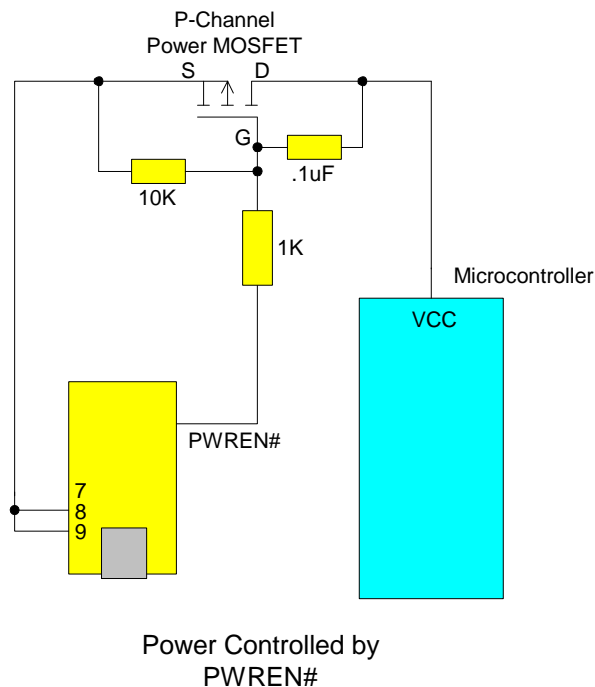 P-Channel
Power MOSFET
S
D
G
.1uF
10K
1K
Microcontroller
VCC
PWREN#
7
8
9
Power Controlled by
PWREN#